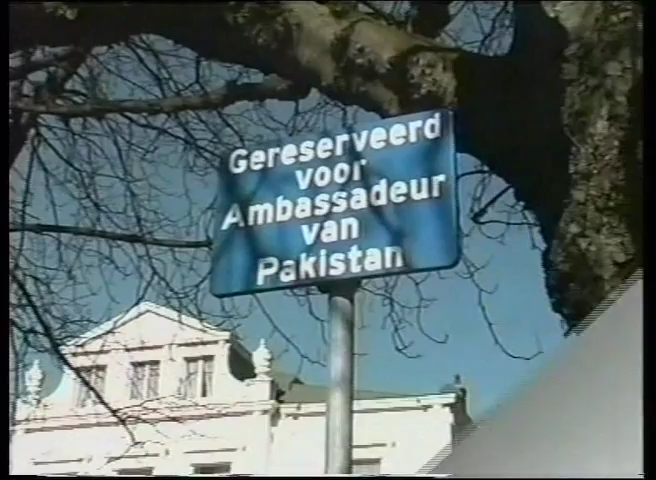 Gereserveerd
voor
Ambassadeur
van
Pakistan